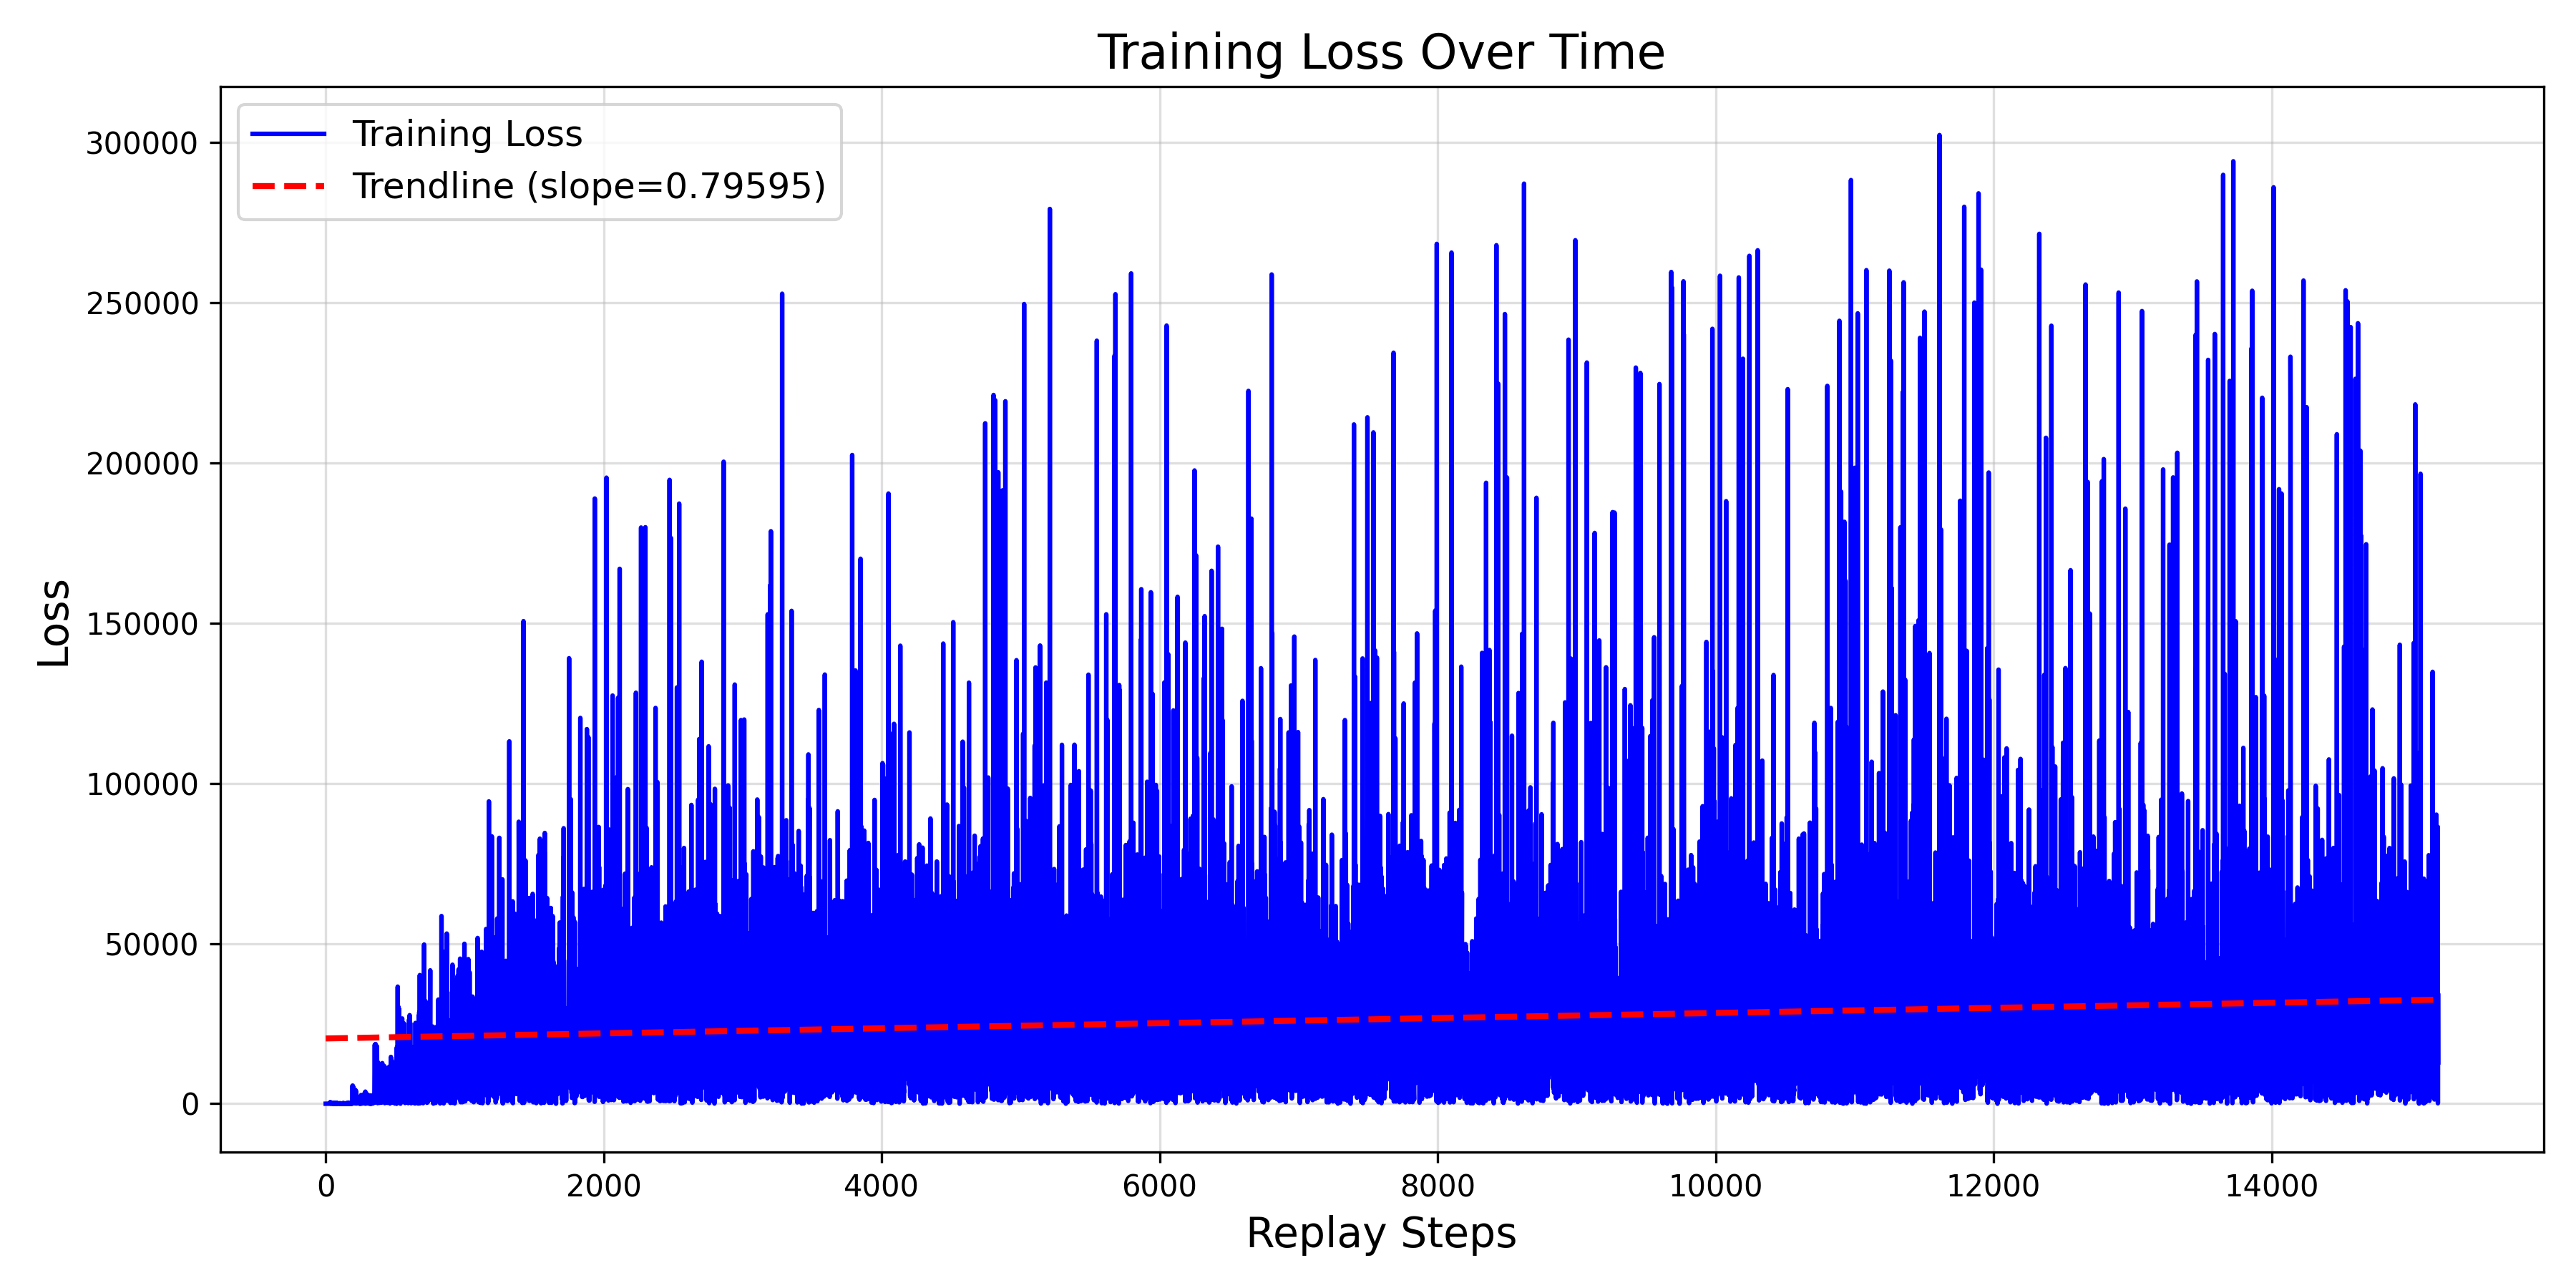 Training Loss Over Time
Training Loss
Trendline (slope=0.79595)
300000
250000
200000
150000
100000
50000
0
Loss
0 2000 4000 6000 8000 10000 12000 14000
Replay Steps